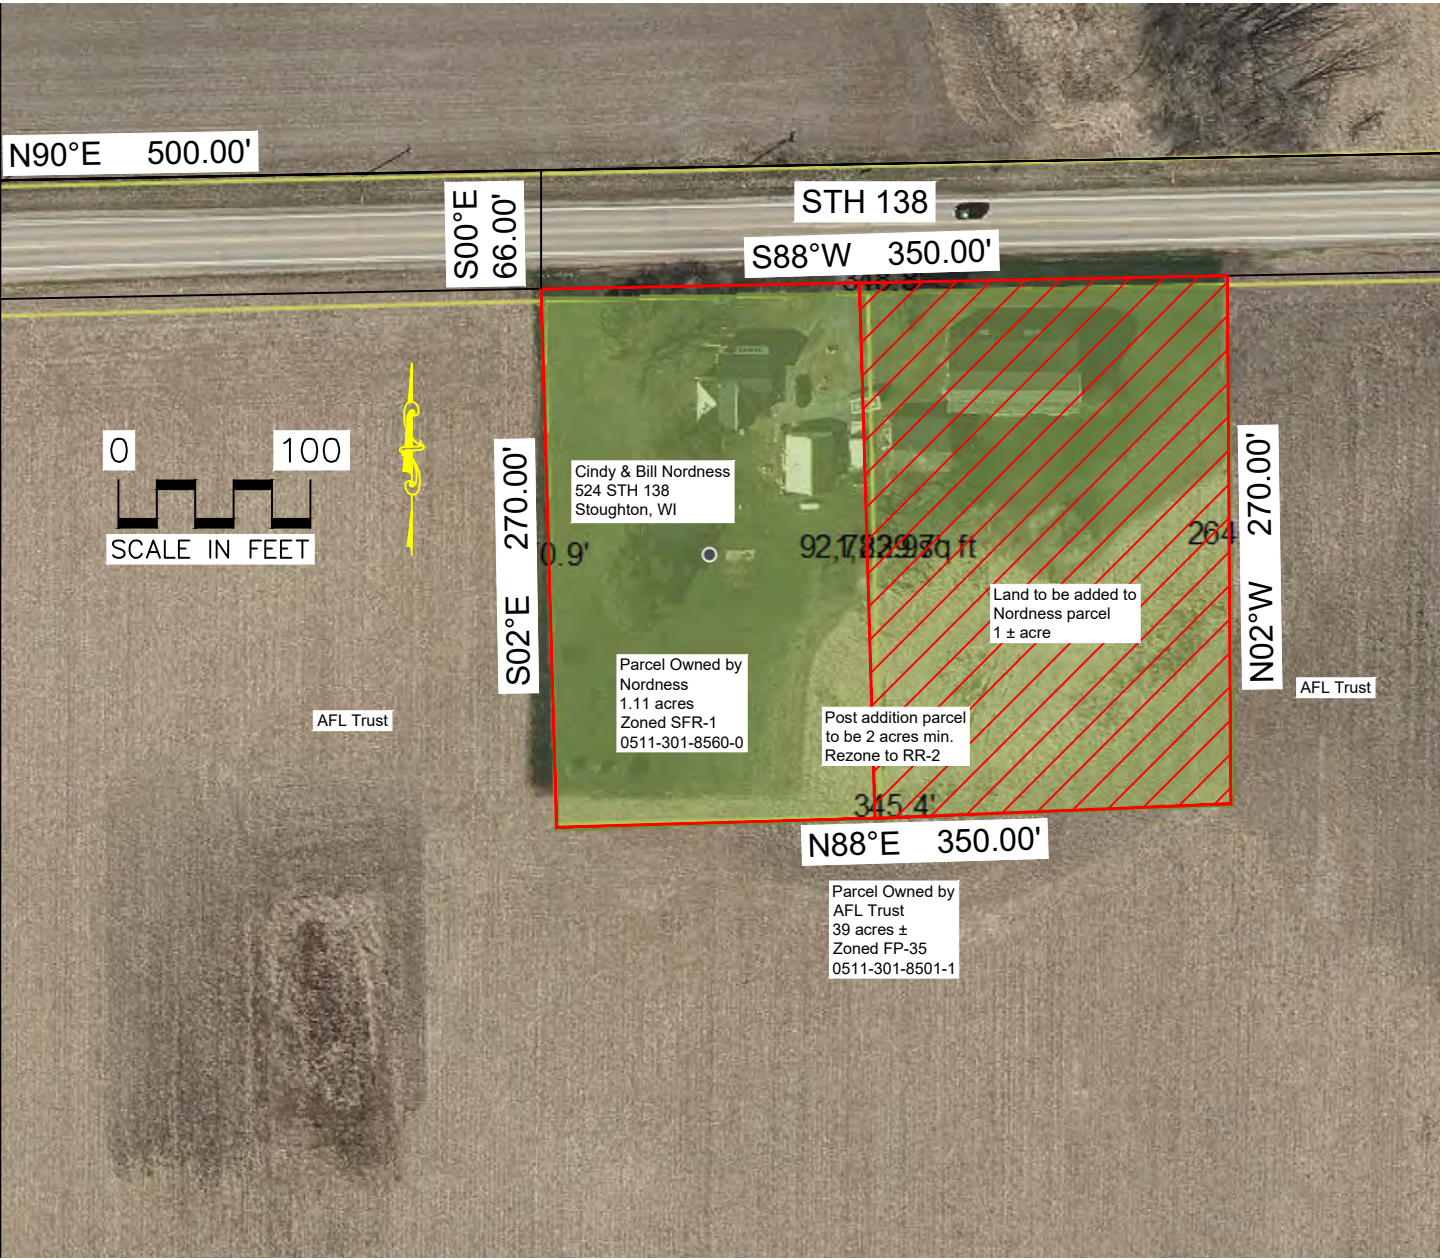 N90°E 500.00'
S00°E
66.00'
STH 138
S88°W 350.00'
0 100
SCALE IN FEET
S02°E 270.00'
Cindy & Bill Nordness
524 STH 138
Stoughton, WI
0.9'
sq ft
264
N02°W 270.00'
Land to be added to
Nordness parcel
1 ± acre
Parcel Owned by
Nordness
1.11 acres
Zoned SFR-1
0511-301-8560-0
AFL Trust
AFL Trust
Post addition parcel
to be 2 acres min.
Rezone to RR-2
345.4'
N88°E 350.00'
Parcel Owned by
AFL Trust
39 acres ±
Zoned FP-35
0511-301-8501-1